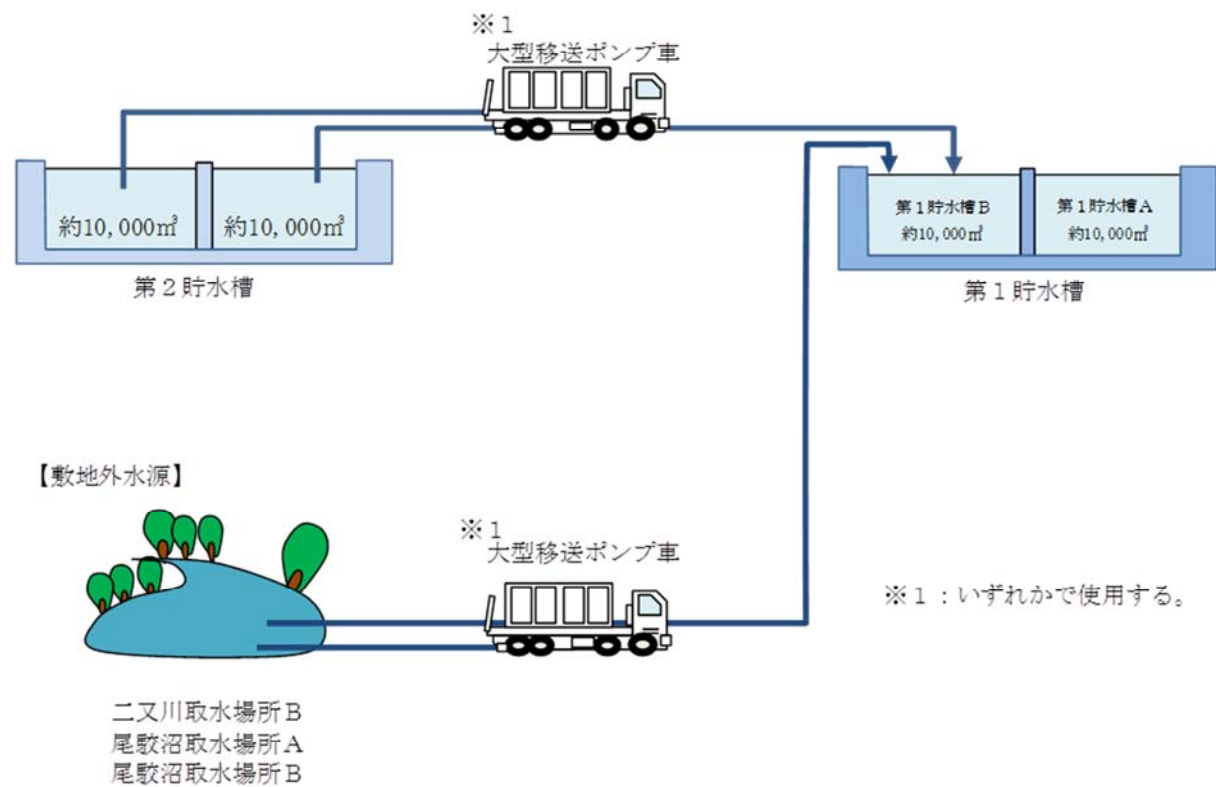 ※１
大型移送ポンプ車
約10,000㎥
約10,000㎥
第２貯水槽
第１貯水槽Ｂ
約10,000㎥
第１貯水槽Ａ
約10,000㎥
第１貯水槽
【敷地外水源】
※１
大型移送ポンプ車
※１：いずれかで使用する。
二又川取水場所Ｂ
尾駮沼取水場所Ａ
尾駮沼取水場所Ｂ